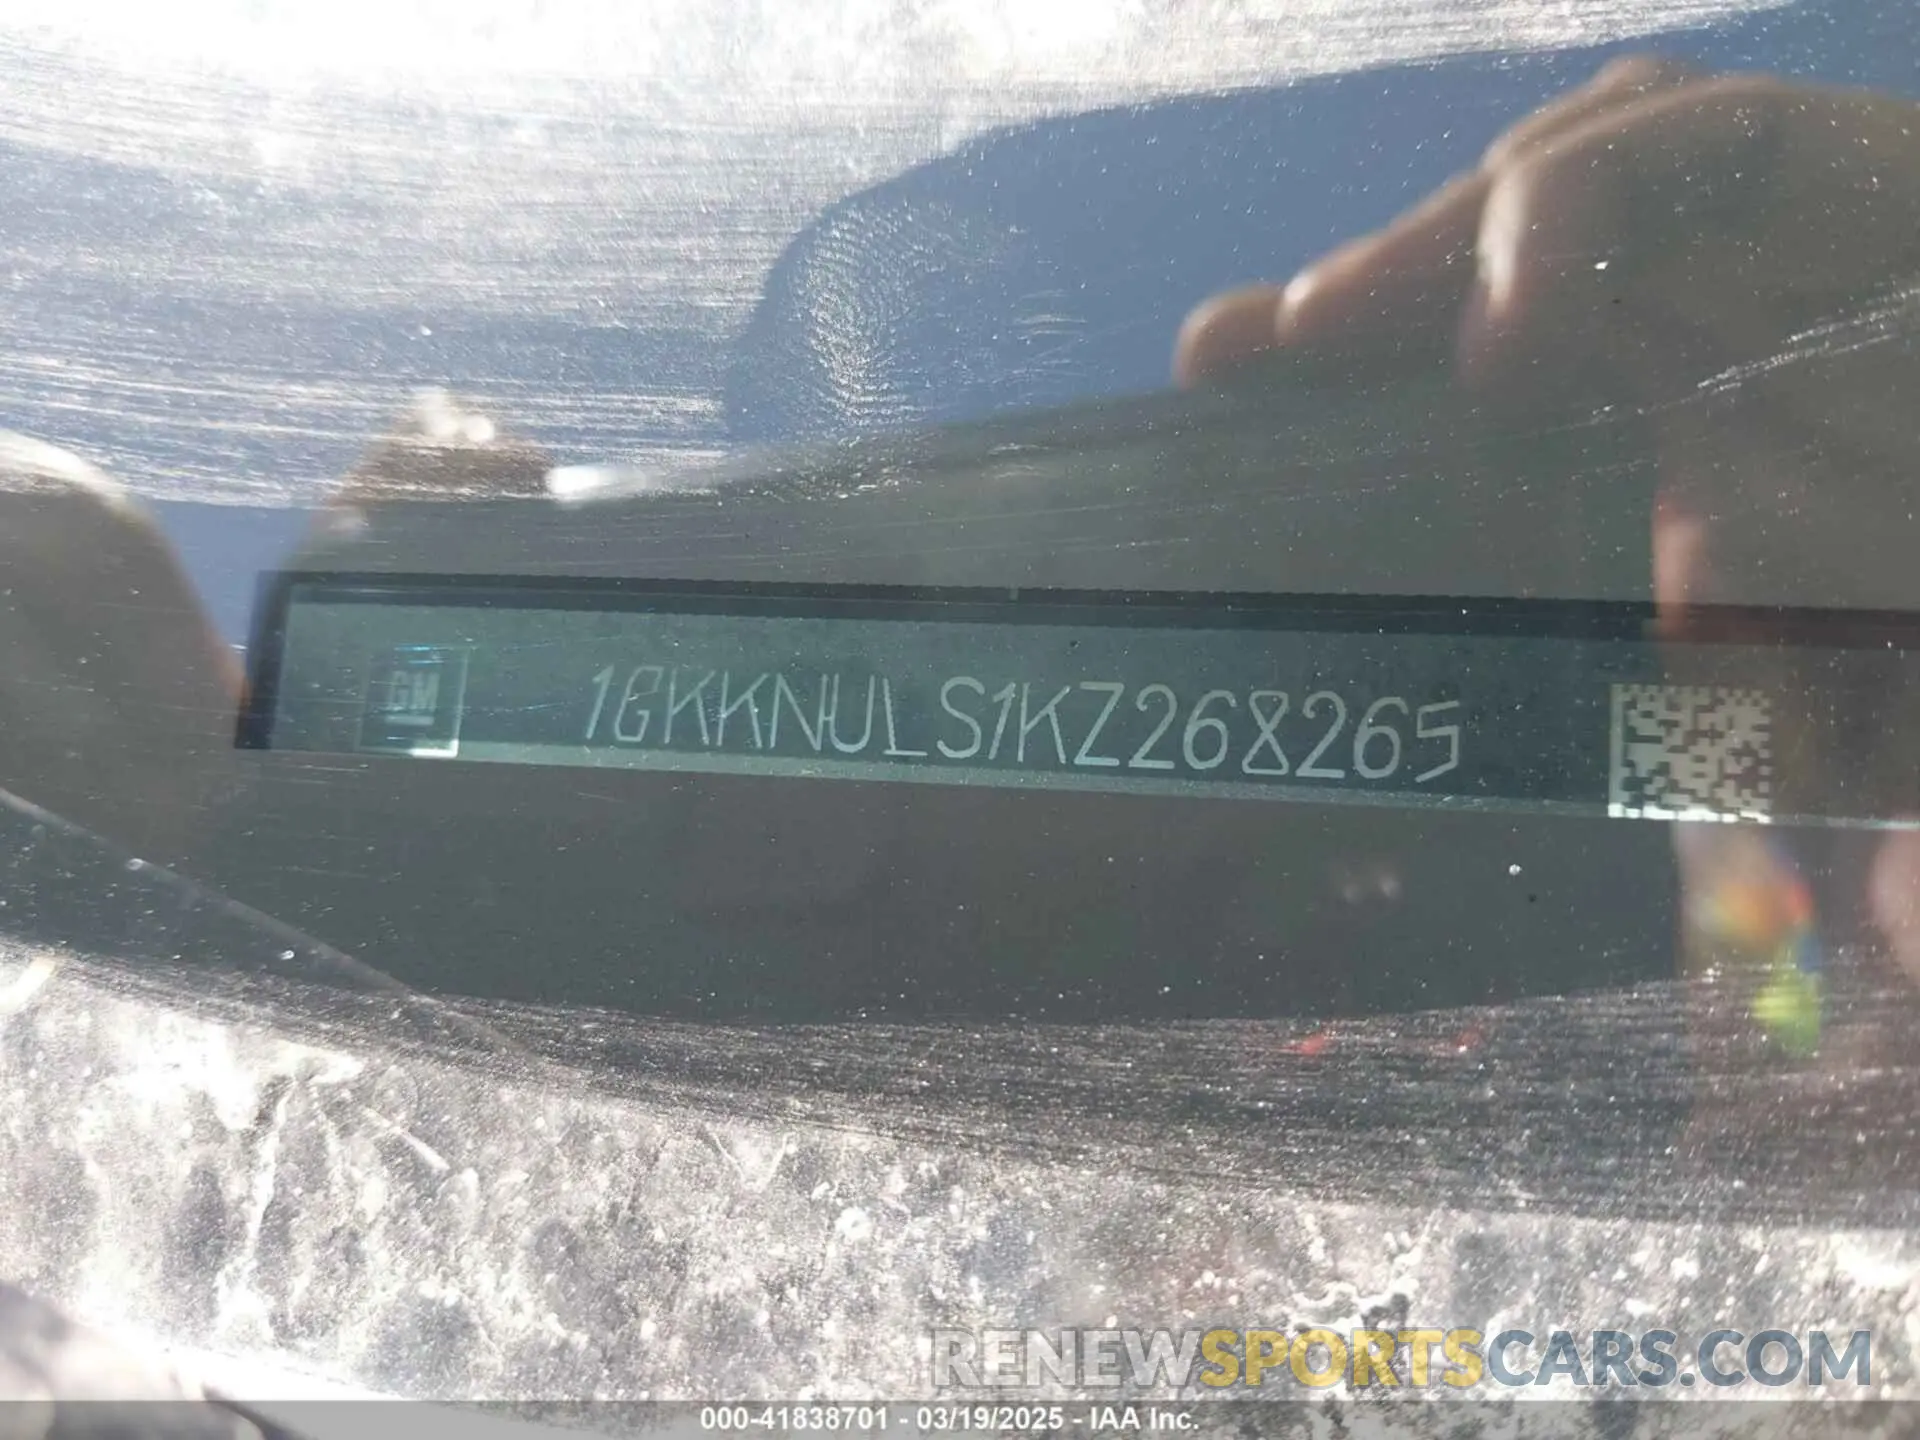 GM
1GKKNULS1KZ268265
RENEWSPORTSCARS.COM
000-41838701 - 03/19/2025 - IAA Inc.